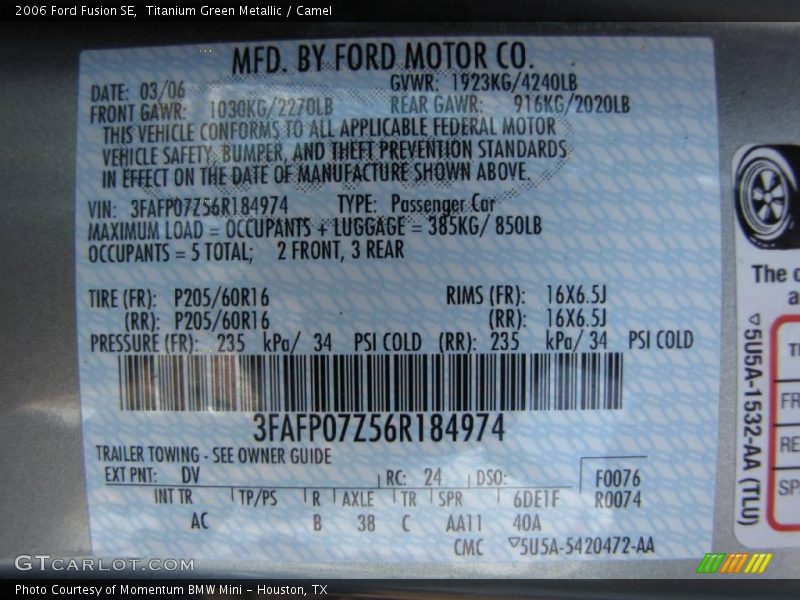 2006 Ford Fusion SE, Titanium Green Metallic / Camel
MFD. BY FORD MOTOR CO.
DATE: 03/06 GVWR: 1923KG/4240LB
FRONT GAWR: 1030KG/2270LB REAR GAWR: 916KG/2020LB
THIS VEHICLE CONFORMS TO ALL APPLICABLE FEDERAL MOTOR
VEHICLE SAFETY, BUMPER, AND THEFT PREVENTION STANDARDS
IN EFFECT ON THE DATE OF MANUFACTURE SHOWN ABOVE.
VIN: 3FAFP07Z56R184974 TYPE: Passenger Car
MAXIMUM LOAD = OCCUPANTS + LUGGAGE = 385KG/ 850LB
OCCUPANTS = 5 TOTAL; 2 FRONT, 3 REAR
TIRE (FR): P205/60R16 RIMS (FR): 16X6.5J
(RR): P205/60R16 (RR): 16X6.5J
PRESSURE (FR): 235 kPa/ 34 PSI COLD (RR): 235 kPa/ 34 PSI COLD
3FAFP07Z56R184974
TRAILER TOWING - SEE OWNER GUIDE
EXT PNT: DV RC: 24 DSO: F0076
INT TR TP/PS R AXLE TR SPR 6DE1F R0074
AC B 38 C AA11 40A
CMC 5U5A-5420472-AA
The
5U5A-1532-AA (TLU)
FR
RE
SP
GTCarLot.com
Photo Courtesy of Momentum BMW Mini - Houston, TX